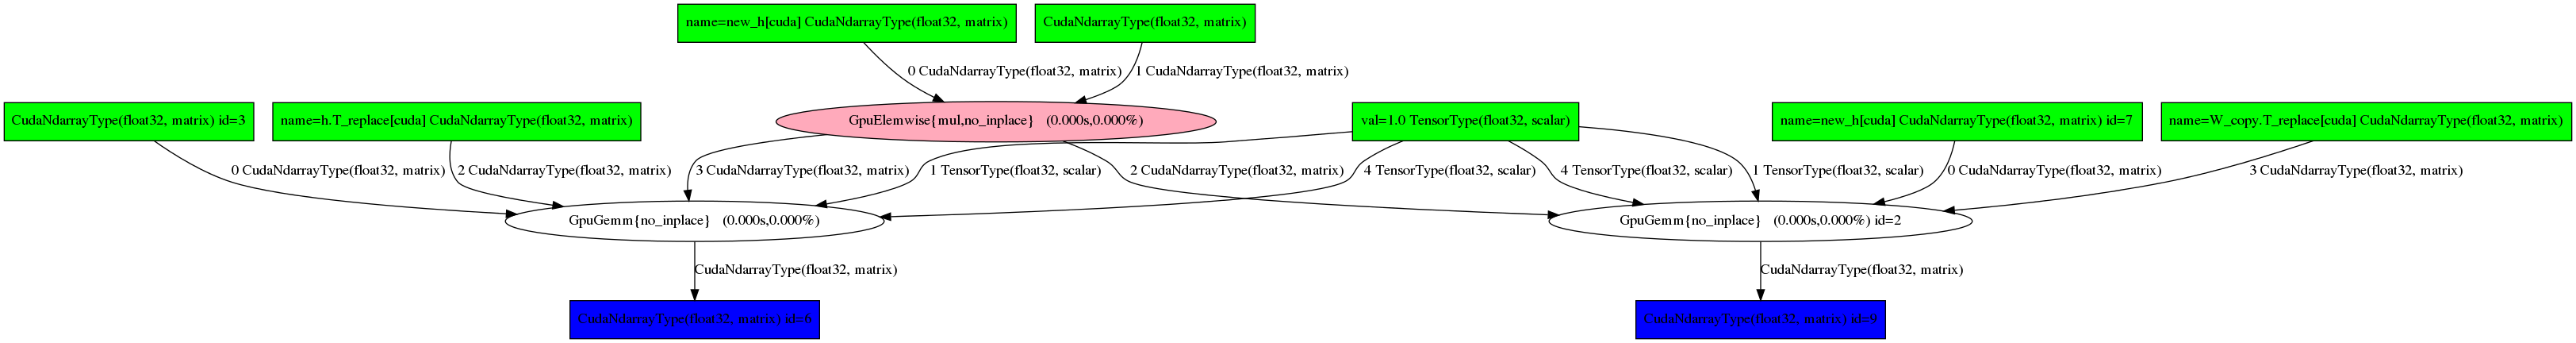 name=new_h[cuda] CudaNdarrayType(float32, matrix)
CudaNdarrayType(float32, matrix)
0 CudaNdarrayType(float32, matrix)
1 CudaNdarrayType(float32, matrix)
CudaNdarrayType(float32, matrix) id=3
name=h.T_replace[cuda] CudaNdarrayType(float32, matrix)
GpuElemwise{mul,no_inplace}   (0.000s,0.000%)
val=1.0 TensorType(float32, scalar)
name=new_h[cuda] CudaNdarrayType(float32, matrix) id=7
name=W_copy.T_replace[cuda] CudaNdarrayType(float32, matrix)
0 CudaNdarrayType(float32, matrix)
2 CudaNdarrayType(float32, matrix)
3 CudaNdarrayType(float32, matrix)
1 TensorType(float32, scalar)
2 CudaNdarrayType(float32, matrix)
4 TensorType(float32, scalar)
4 TensorType(float32, scalar)
1 TensorType(float32, scalar)
0 CudaNdarrayType(float32, matrix)
3 CudaNdarrayType(float32, matrix)
GpuGemm{no_inplace}   (0.000s,0.000%)
GpuGemm{no_inplace}   (0.000s,0.000%) id=2
CudaNdarrayType(float32, matrix)
CudaNdarrayType(float32, matrix)
CudaNdarrayType(float32, matrix) id=6
CudaNdarrayType(float32, matrix) id=9